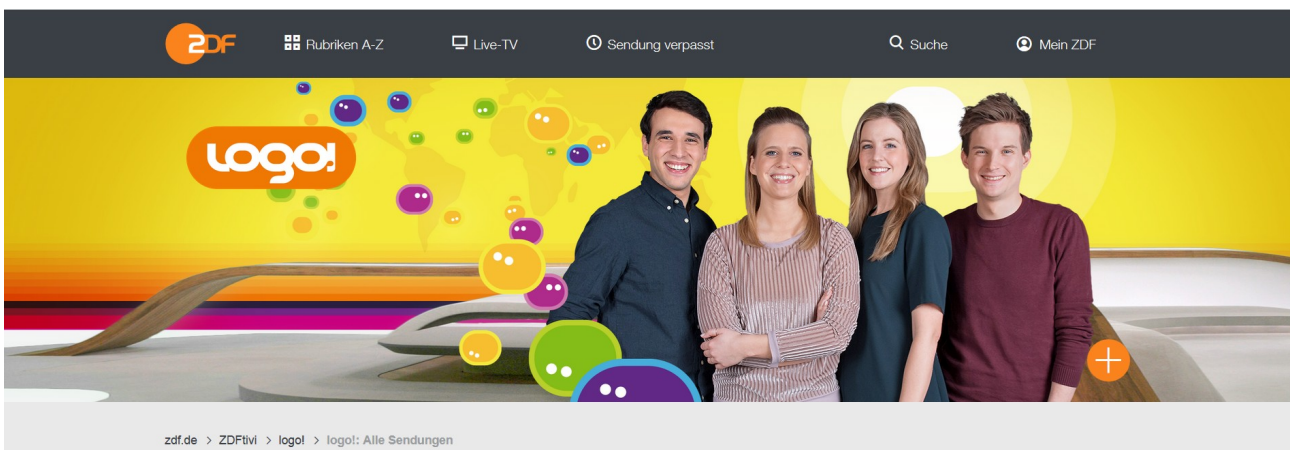 ZDF Rubriken A-Z Live-TV Sendung verpasst Suche Mein ZDF
LOGO!
zdf.de > ZDFtivi > logo! > logo!: Alle Sendungen